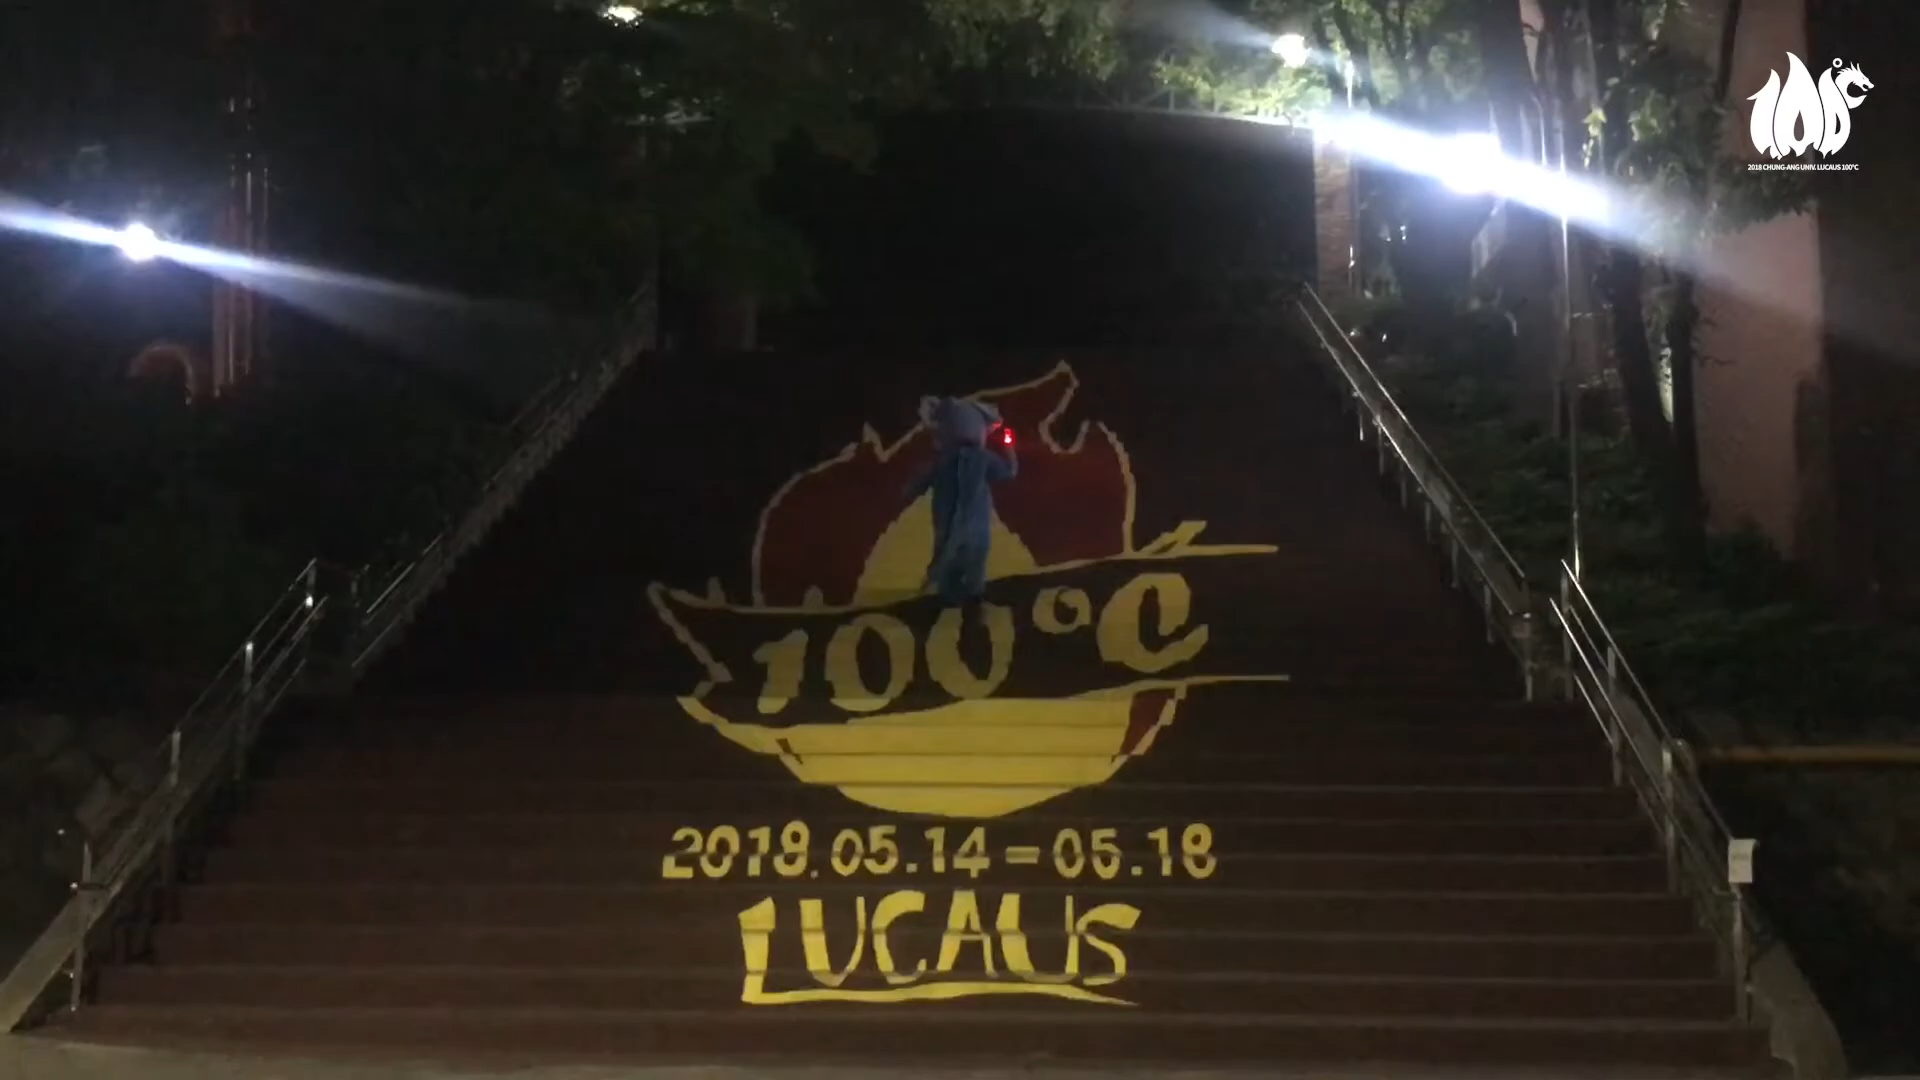 100°C
2018 CHUNG-ANG UNIV. LUCAUS 100°C
100°C
2018.05.14-05.18
LUCAUS